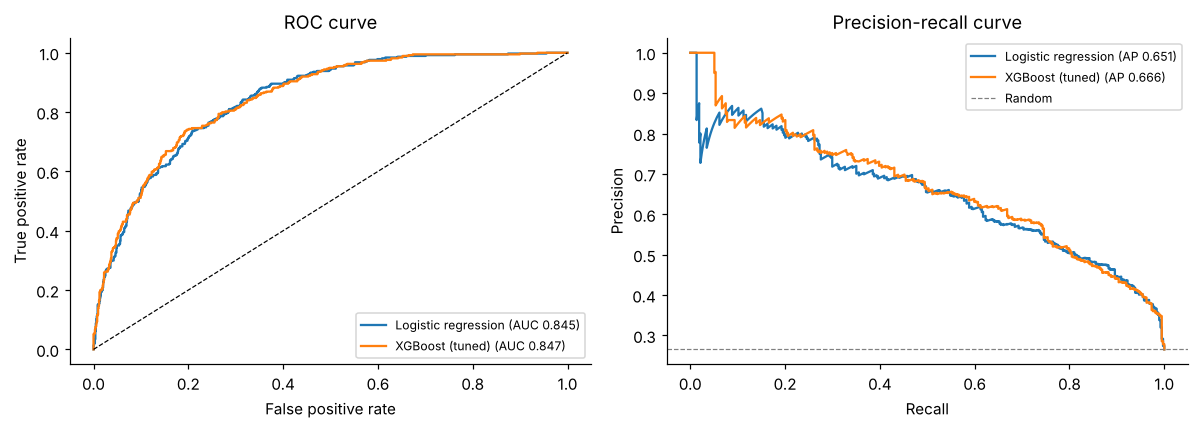 ROC curve
True positive rate
1.0
0.8
0.6
0.4
0.2
0.0
Logistic regression (AUC 0.845)
XGBoost (tuned) (AUC 0.847)
0.0 0.2 0.4 0.6 0.8 1.0
False positive rate
Precision-recall curve
Precision
1.0
0.9
0.8
0.7
0.6
0.5
0.4
0.3
Logistic regression (AP 0.651)
XGBoost (tuned) (AP 0.666)
Random
0.0 0.2 0.4 0.6 0.8 1.0
Recall